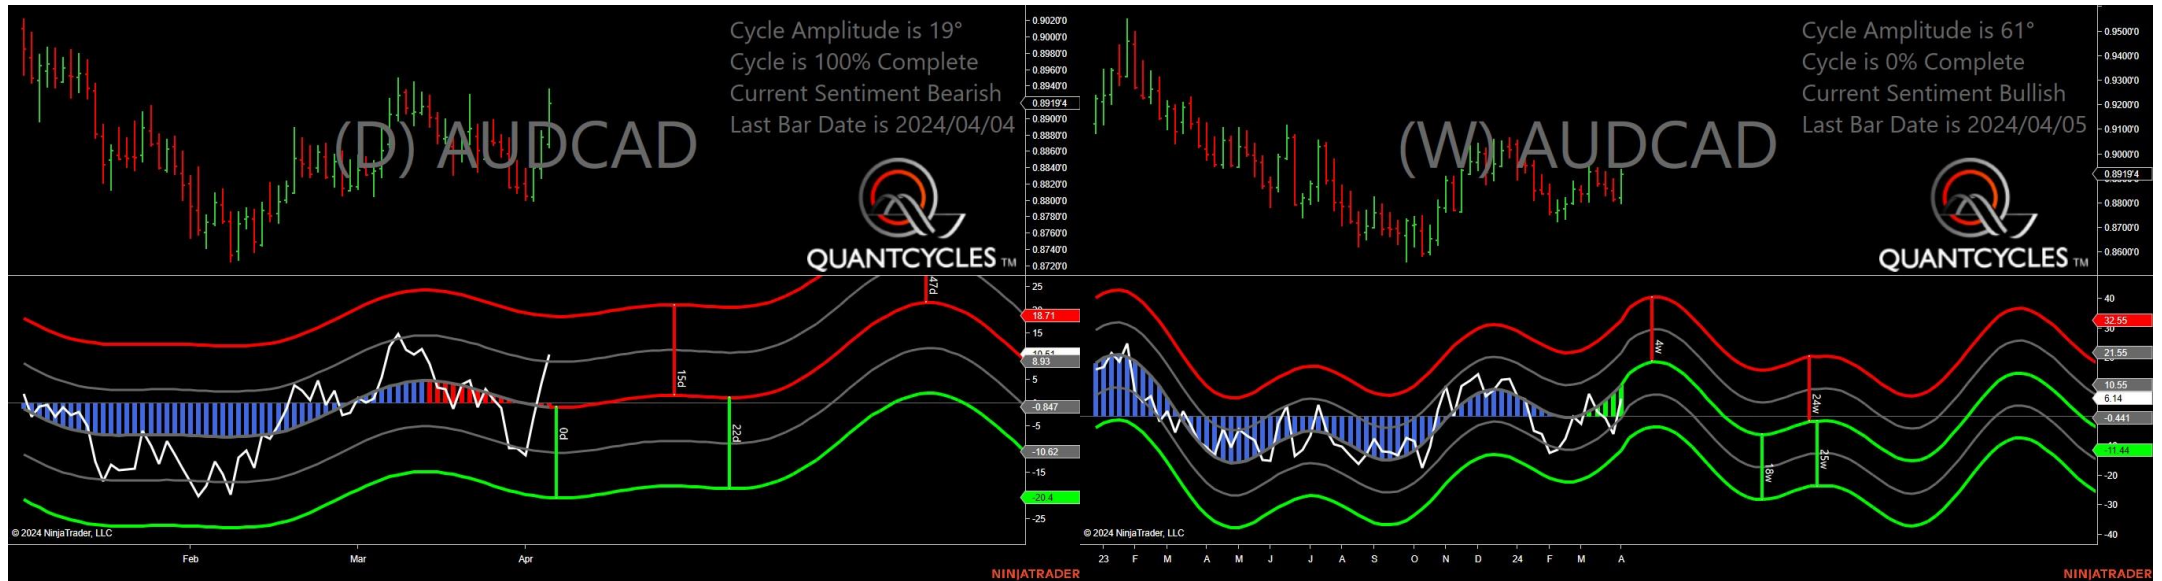 Cycle Amplitude is 19°
Cycle is 100% Complete
Current Sentiment Bearish
Last Bar Date is 2024/04/04
(D) AUDCAD
QUANTCYCLES TM
0.9020'0
0.9000'0
0.8980'0
0.8960'0
0.8940'0
0.8919'4
0.8900'0
0.8880'0
0.8860'0
0.8840'0
0.8820'0
0.8800'0
0.8780'0
0.8760'0
0.8740'0
0.8720'0
25
18.71
15
10.51
8.93
5
-0.847
-5
-10.62
-15
-20.4
-25
0d
15d
22d
47d
© 2024 NinjaTrader, LLC
Feb
Mar
Apr
NINJATRADER
Cycle Amplitude is 61°
Cycle is 0% Complete
Current Sentiment Bullish
Last Bar Date is 2024/04/05
(W) AUDCAD
QUANTCYCLES TM
0.9500'0
0.9400'0
0.9300'0
0.9200'0
0.9100'0
0.9000'0
0.8919'4
0.8800'0
0.8700'0
0.8600'0
40
32.55
30
21.55
10.55
6.14
-0.441
-11.44
-20
-30
-40
4w
18w
24w
25w
© 2024 NinjaTrader, LLC
23
F
M
A
M
J
J
A
S
O
N
D
24
F
M
A
NINJATRADER